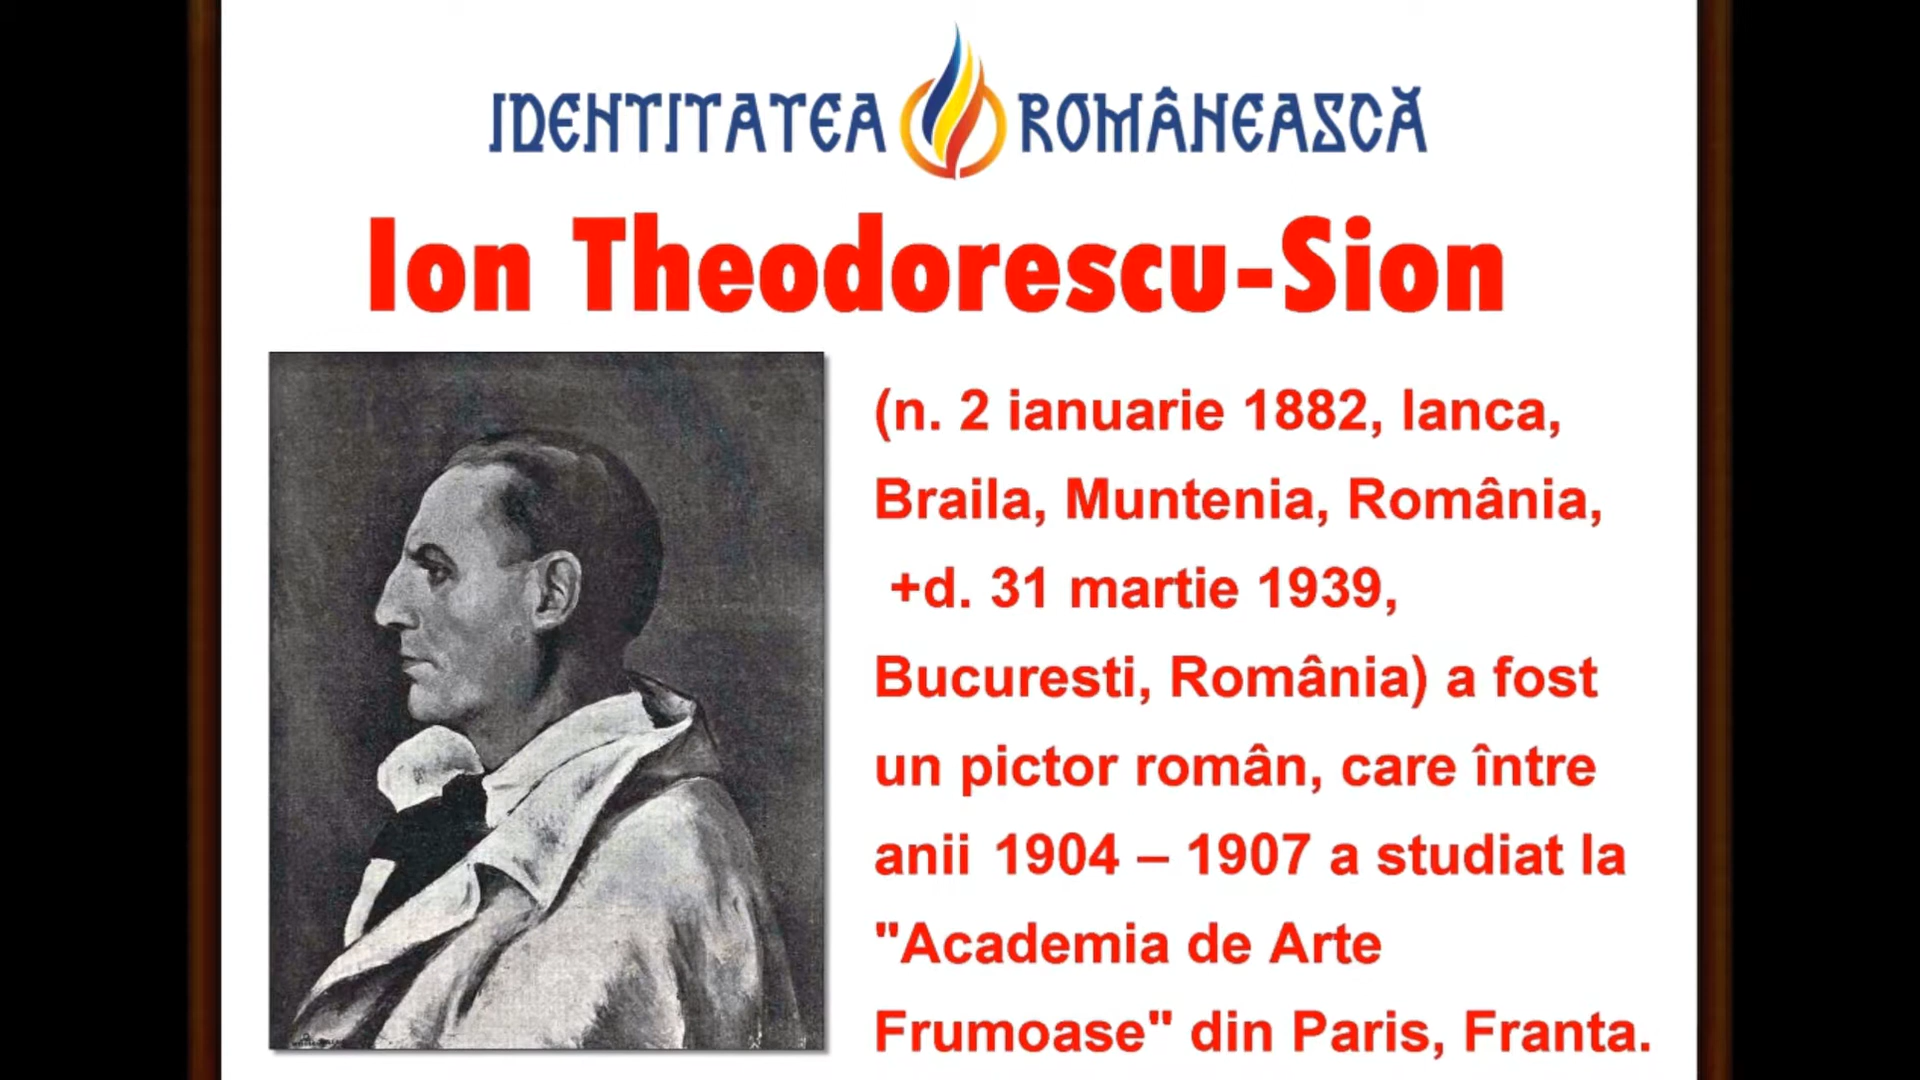 IDENTITATEA ROMÂNEASCĂ
Ion Theodorescu-Sion
(n. 2 ianuarie 1882, Ianca,
Braila, Muntenia, România,
+d. 31 martie 1939,
Bucuresti, România) a fost
un pictor român, care între
anii 1904 – 1907 a studiat la
"Academia de Arte
Frumoase" din Paris, Franta.